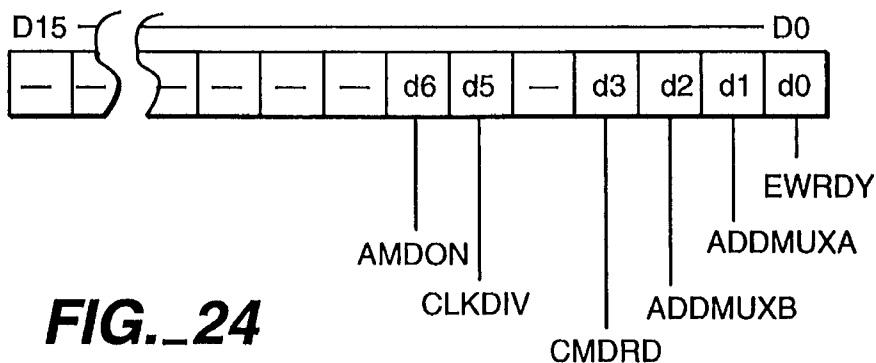 D15 D0
— — — — — — d6 d5 — d3 d2 d1 d0
EWRDY
ADDMUXA
AMDON
CLKDIV
ADDMUXB
CMDRD
FIG._24